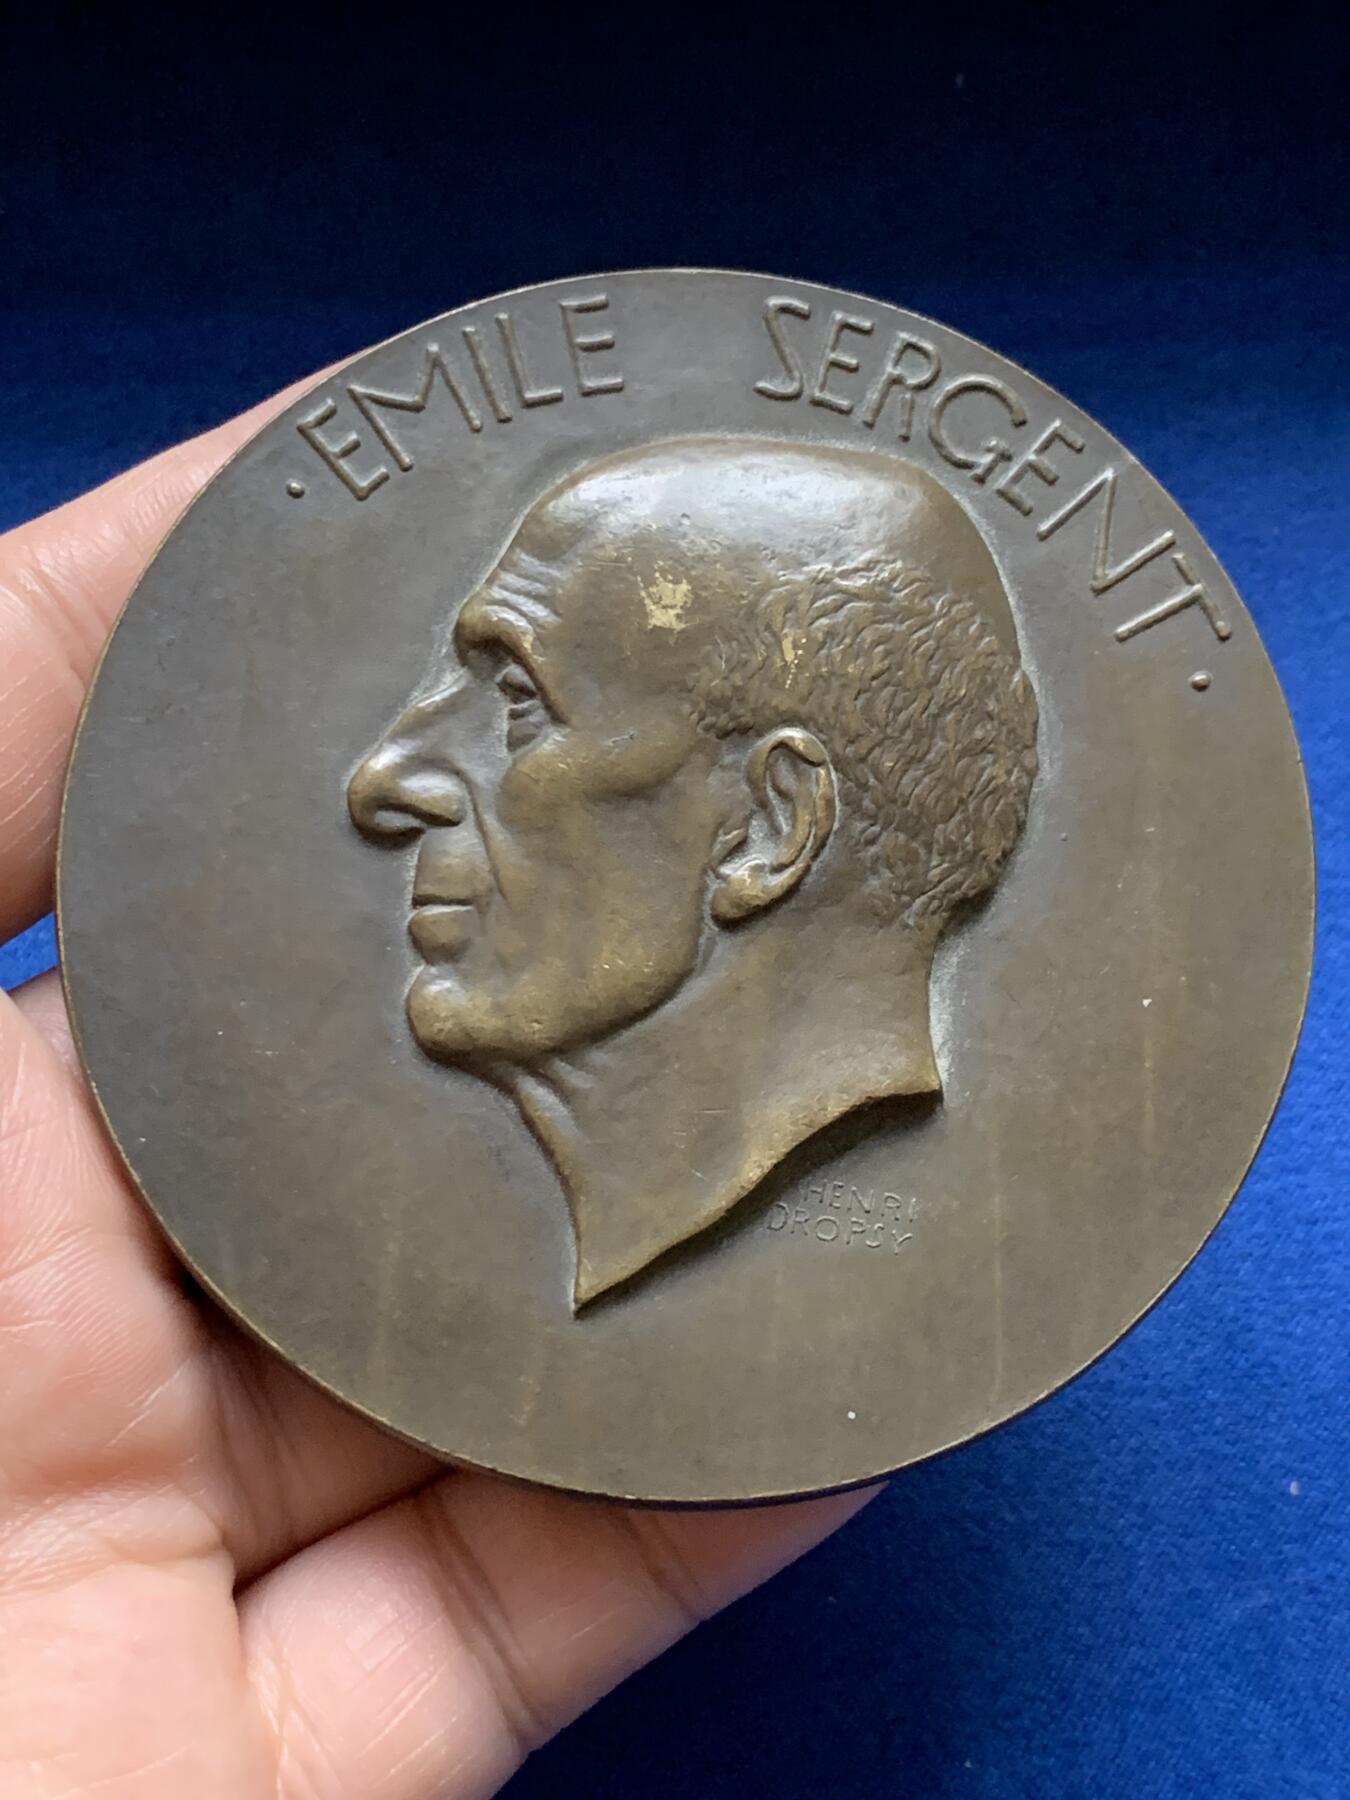 · EMILE SERGENT ·
HENRI
DROPSY